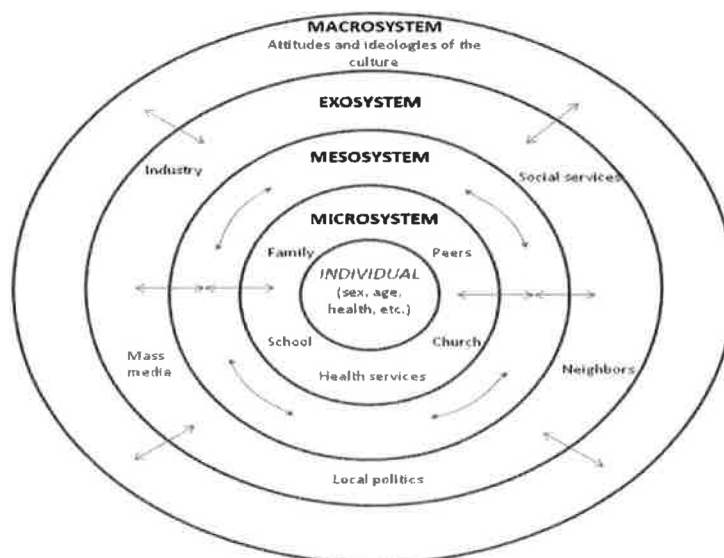 MACROSYSTEM
Attitudes and ideologies of the
culture
EXOSYSTEM
MESOSYSTEM
Industry
Social services
MICROSYSTEM
Family
Peers
INDIVIDUAL
(sex, age,
health, etc.)
School
Church
Mass
media
Health services
Neighbors
Local politics